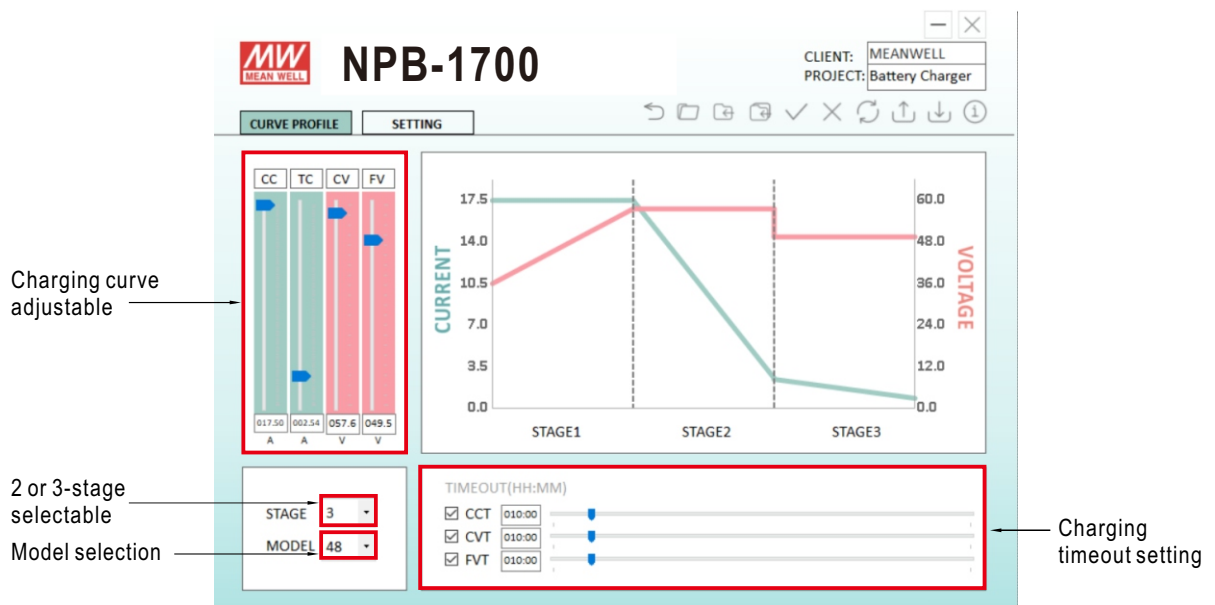 MW
MEAN WELL
NPB-1700
CLIENT: MEANWELL
PROJECT: Battery Charger
CURVE PROFILE
SETTING
CC TC CV FV
017.50 002.54 057.6 049.5
A A V V
Charging curve
adjustable
CURRENT
17.5
14.0
10.5
7.0
3.5
0.0
60.0
48.0
36.0
24.0
12.0
0.0
VOLTAGE
STAGE1 STAGE2 STAGE3
2 or 3-stage
selectable
Model selection
STAGE 3
MODEL 48
TIMEOUT(HH:MM)
CCT 010:00
CVT 010:00
FVT 010:00
Charging
timeout setting